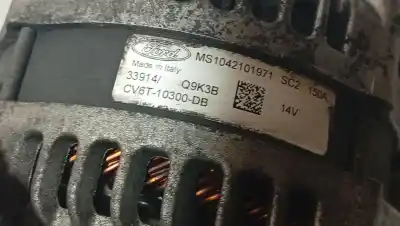 Ford
MS1042101971 SC2 150A
Made in Italy
33914/ Q9K3B
CV6T-10300-DB 14V